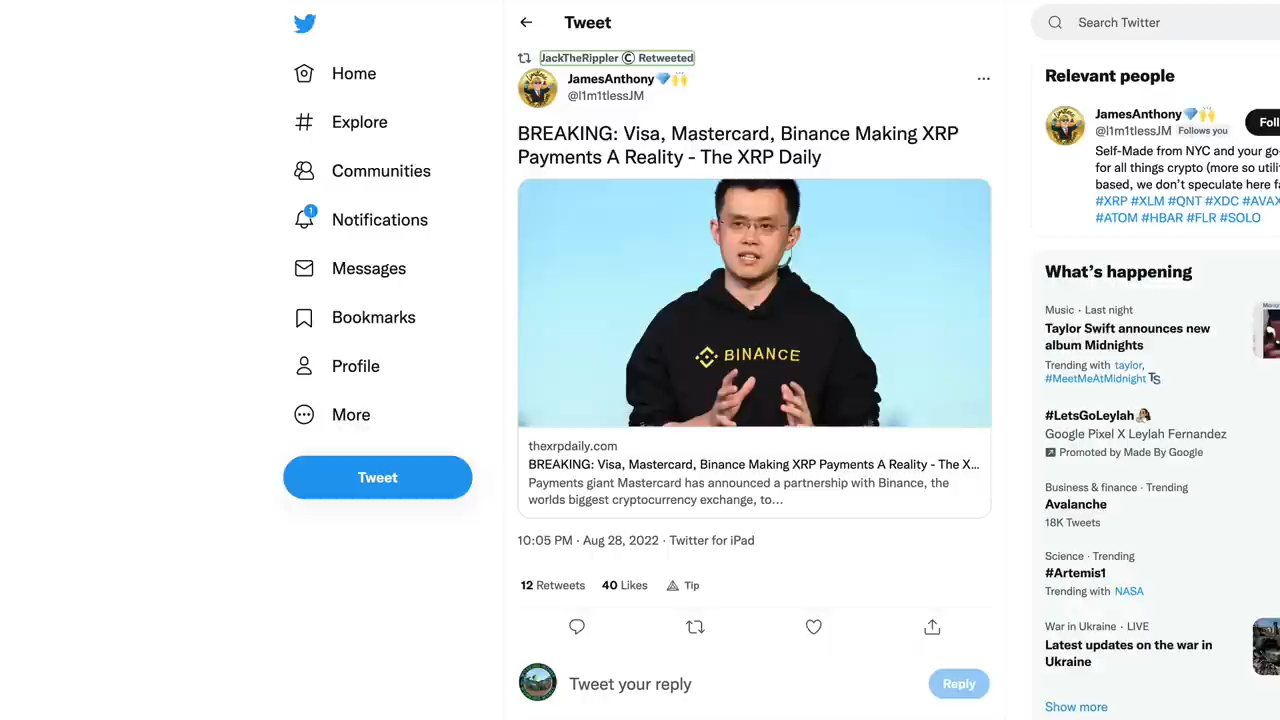 Home
Explore
Communities
1
Notifications
Messages
Bookmarks
Profile
More
Tweet
Tweet
JackTheRippler © Retweeted
JamesAnthony💎🙌
@l1m1tlessJM
BREAKING: Visa, Mastercard, Binance Making XRP
Payments A Reality - The XRP Daily
BINANCE
thexrpdaily.com
BREAKING: Visa, Mastercard, Binance Making XRP Payments A Reality - The X...
Payments giant Mastercard has announced a partnership with Binance, the
worlds biggest cryptocurrency exchange, to...
10:05 PM · Aug 28, 2022 · Twitter for iPad
12 Retweets 40 Likes Tip
Tweet your reply
Reply
Search Twitter
Relevant people
JamesAnthony💎🙌
@l1m1tlessJM Follows you
Foll
Self-Made from NYC and your go-
for all things crypto (more so utili
based, we don't speculate here fa
#XRP #XLM #QNT #XDC #AVAX
#ATOM #HBAR #FLR #SOLO
What's happening
Music · Last night
Taylor Swift announces new
album Midnights
Trending with taylor,
#MeetMeAtMidnight TS
#LetsGoLeylah
Google Pixel X Leylah Fernandez
Promoted by Made By Google
Business & finance · Trending
Avalanche
18K Tweets
Science · Trending
#Artemis1
Trending with NASA
War in Ukraine · LIVE
Latest updates on the war in
Ukraine
Show more